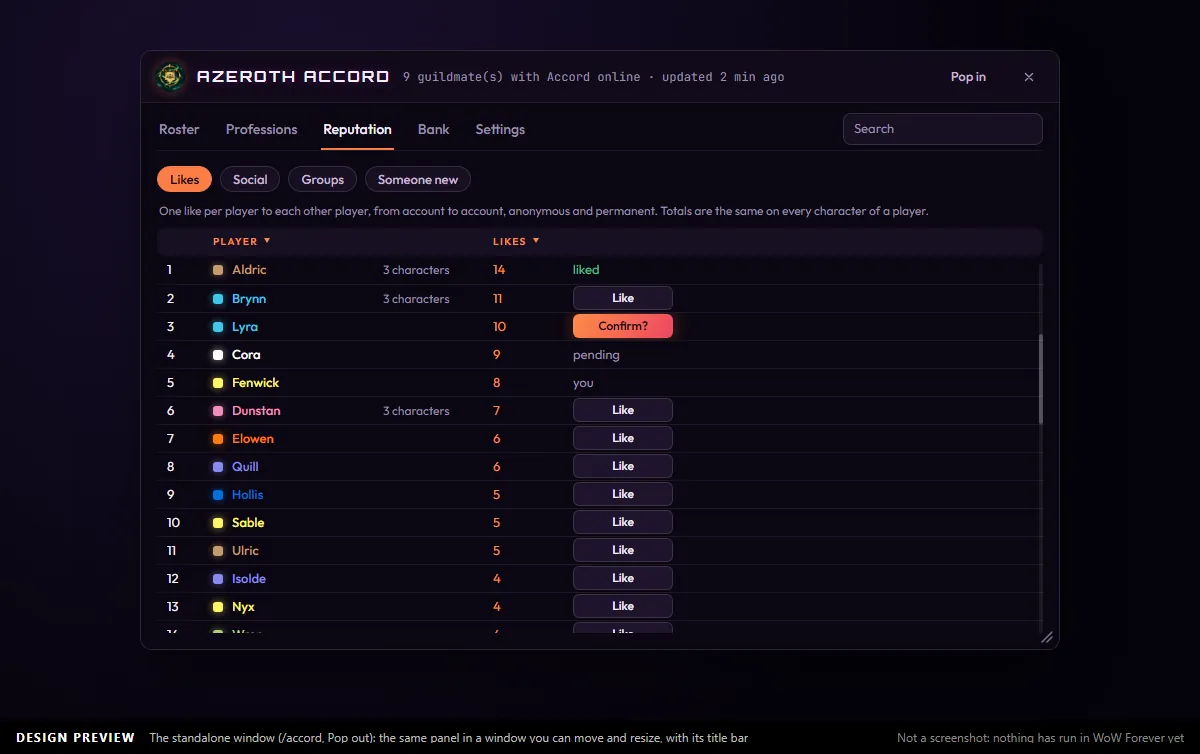 AZEROTH ACCORD 9 guildmate(s) with Accord online · updated 2 min ago Pop in ×
Roster Professions Reputation Bank Settings Search
Likes Social Groups Someone new
One like per player to each other player, from account to account, anonymous and permanent. Totals are the same on every character of a player.
PLAYER ▼ LIKES ▼
1 Aldric 3 characters 14 liked
2 Brynn 3 characters 11 Like
3 Lyra 10 Confirm?
4 Cora 9 pending
5 Fenwick 8 you
6 Dunstan 3 characters 7 Like
7 Elowen 6 Like
8 Quill 6 Like
9 Hollis 5 Like
10 Sable 5 Like
11 Ulric 5 Like
12 Isolde 4 Like
13 Nyx 4 Like
Like
DESIGN PREVIEW The standalone window (/accord, Pop out): the same panel in a window you can move and resize, with its title bar Not a screenshot: nothing has run in WoW Forever yet